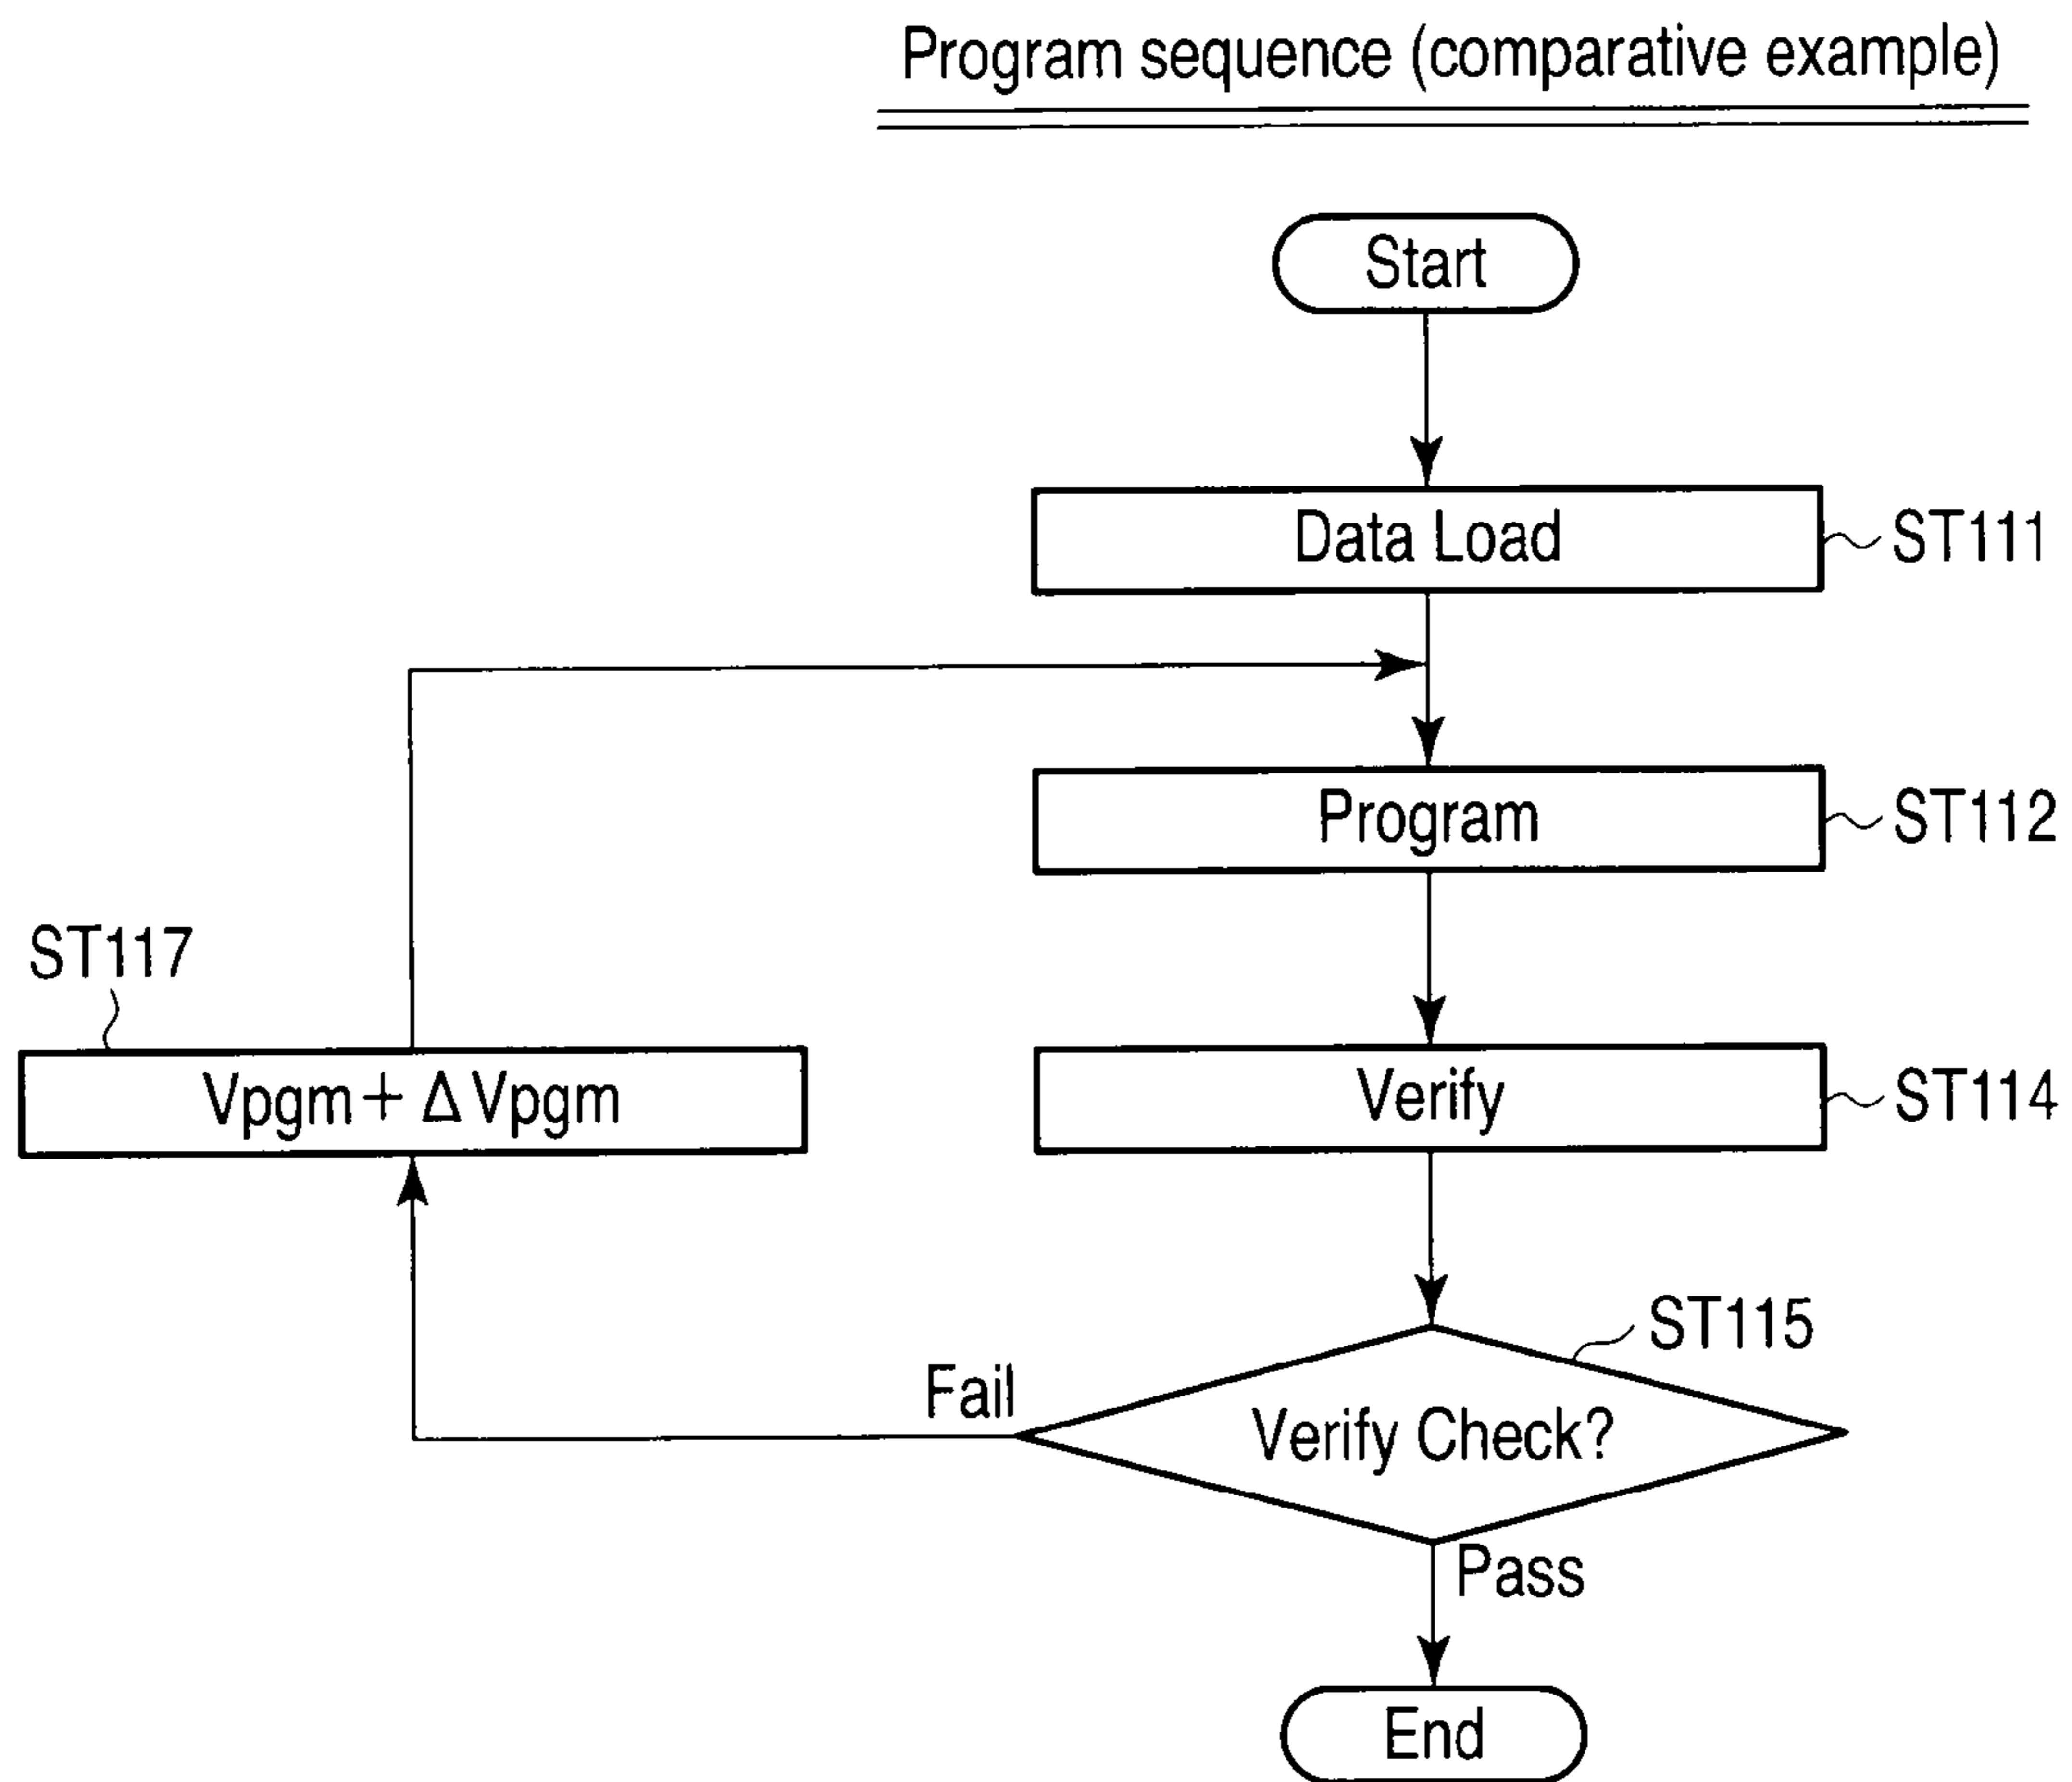 Program sequence (comparative example)
Start
Data Load
ST111
Program
ST112
ST117
Vpgm + Δ Vpgm
Verify
ST114
ST115
Fail
Verify Check?
Pass
End